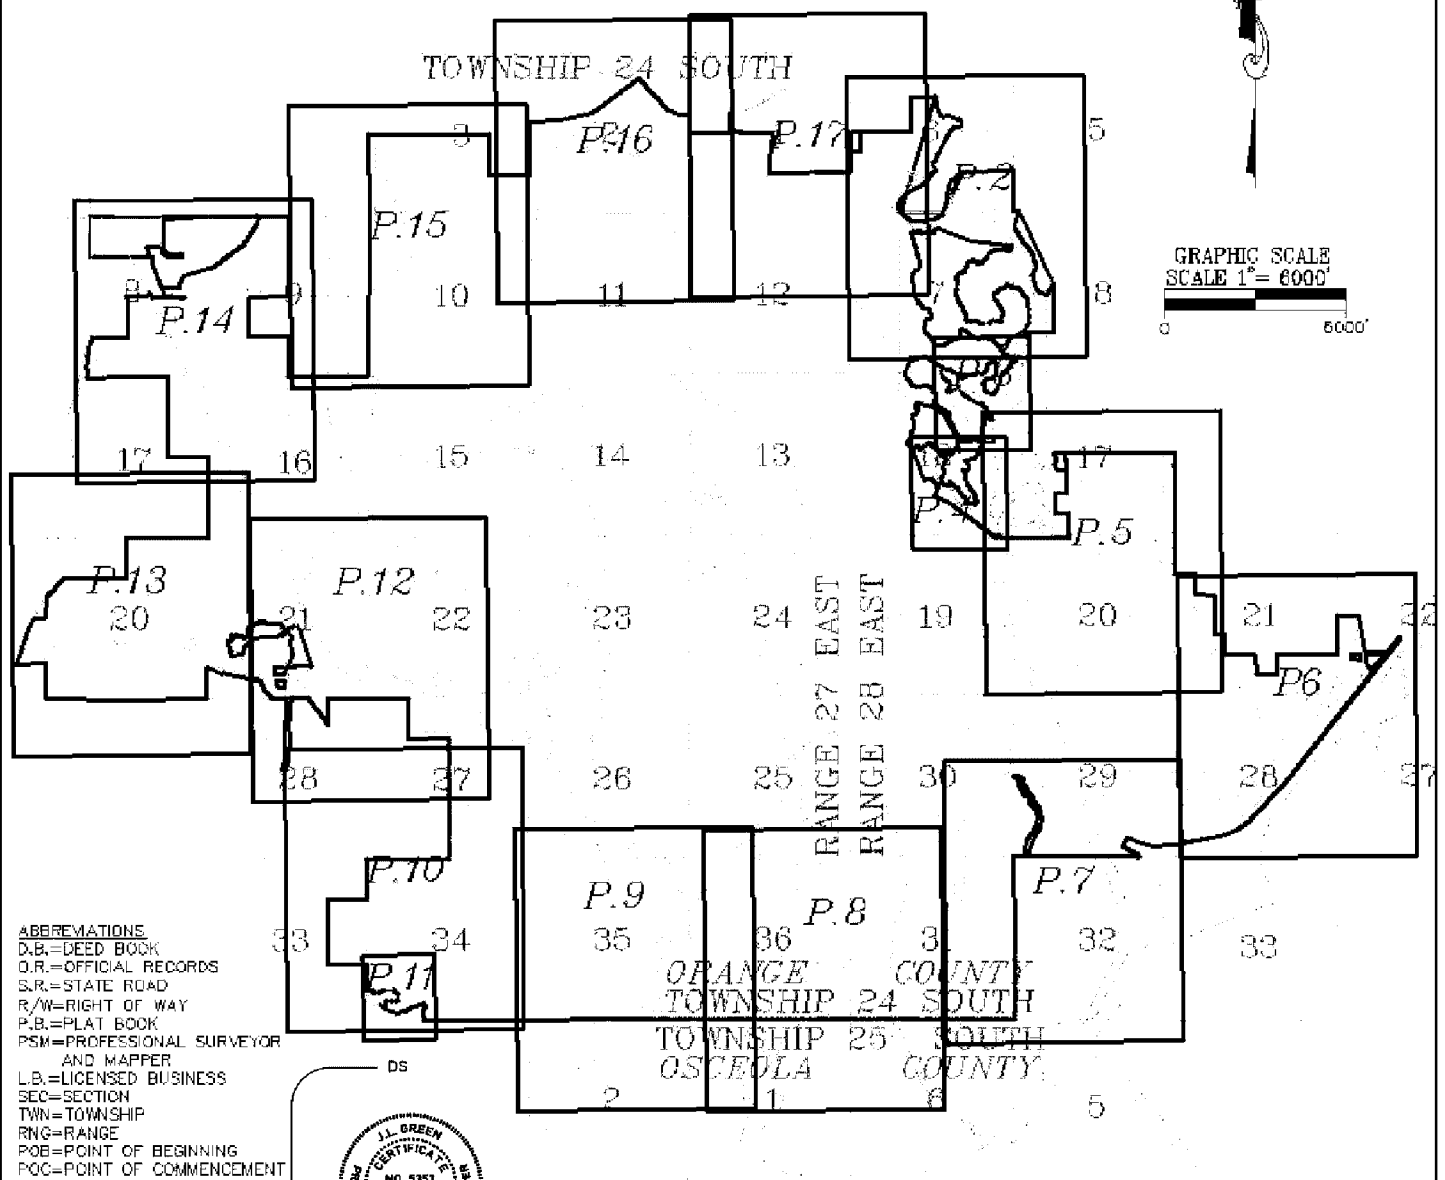 TOWNSHIP 24 SOUTH
3
P.16
P.17
6
5
P.2
P.15
GRAPHIC SCALE
SCALE 1"= 6000'
0
6000'
8
9
10
11
12
7
8
P.14
17
16
15
14
13
17
P.4
P.5
P.13
P.12
20
21
22
23
24
19
20
21
22
P6
RANGE 27 EAST
RANGE 28 EAST
28
27
26
25
30
29
28
27
P.10
P.9
P.8
P.7
33
34
35
36
31
32
33
P.11
ORANGE COUNTY
TOWNSHIP 24 SOUTH
TOWNSHIP 25 SOUTH
OSCEOLA COUNTY
2
1
6
5
ABBREVIATIONS
D.B.=DEED BOOK
O.R.=OFFICIAL RECORDS
S.R.=STATE ROAD
R/W=RIGHT OF WAY
P.B.=PLAT BOOK
PSM=PROFESSIONAL SURVEYOR
AND MAPPER
L.B.=LICENSED BUSINESS
SEC=SECTION
TWN=TOWNSHIP
RNG=RANGE
POB=POINT OF BEGINNING
POC=POINT OF COMMENCEMENT
DS
J.L. GREEN
CERTIFICATE